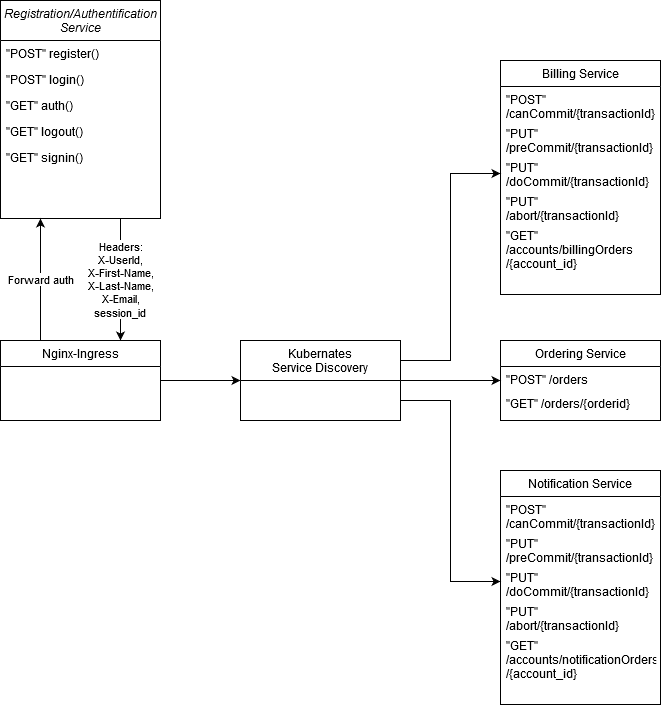 Registration/Authentification
Service
"POST" register()
"POST" login()
"GET" auth()
"GET" logout()
"GET" signin()
Forward auth
Headers:
X-UserId,
X-First-Name,
X-Last-Name,
X-Email,
session_id
Nginx-Ingress
Kubernates
Service Discovery
Billing Service
"POST"
/canCommit/{transactionId}
"PUT"
/preCommit/{transactionId}
"PUT"
/doCommit/{transactionId}
"PUT"
/abort/{transactionId}
"GET"
/accounts/billingOrders
/{account_id}
Ordering Service
"POST" /orders
"GET" /orders/{orderid}
Notification Service
"POST"
/canCommit/{transactionId}
"PUT"
/preCommit/{transactionId}
"PUT"
/doCommit/{transactionId}
"PUT"
/abort/{transactionId}
"GET"
/accounts/notificationOrders
/{account_id}